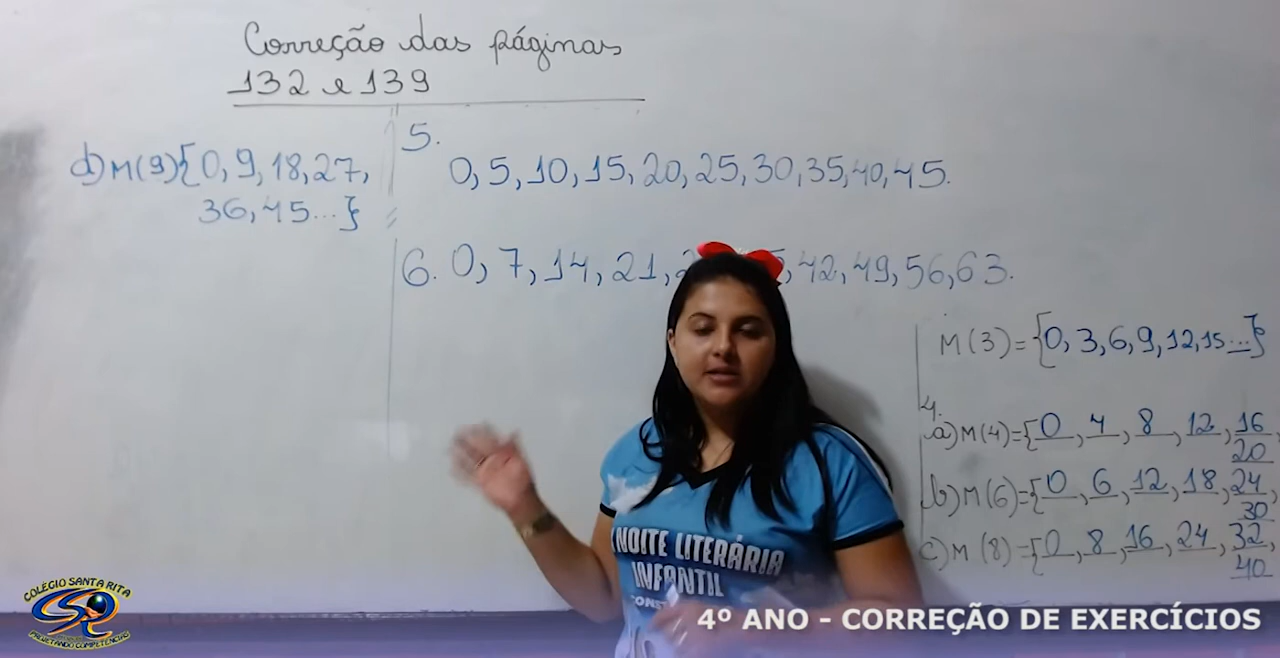 Correção das páginas
132 e 139
d) M(9){0, 9, 18, 27,
36, 45...}
5.
0, 5, 10, 15, 20, 25, 30, 35, 40, 45.
6. 0, 7, 14, 21, 42, 49, 56, 63.
M(3)={0, 3, 6, 9, 12, 15...}
4.
a) M(4)={0, 4, 8, 12, 16,
20
b) M(6)={0, 6, 12, 18, 24,
30
c) M(8)={0, 8, 16, 24, 32,
40
NOITE LITERÁRIA
INFANTIL
COLÉGIO SANTA RITA
PROJETANDO COMPETÊNCIAS
4º ANO - CORREÇÃO DE EXERCÍCIOS